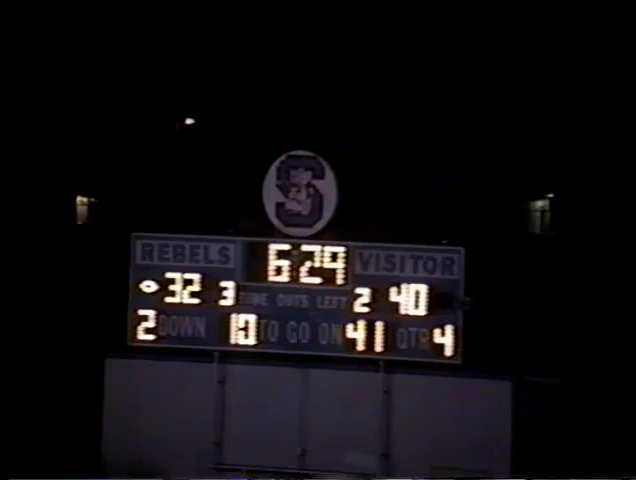 S
REBELS 6:29 VISITOR
32 3 TIME OUTS LEFT 2 40
2 DOWN 10 TO GO ON 41 QTR 4